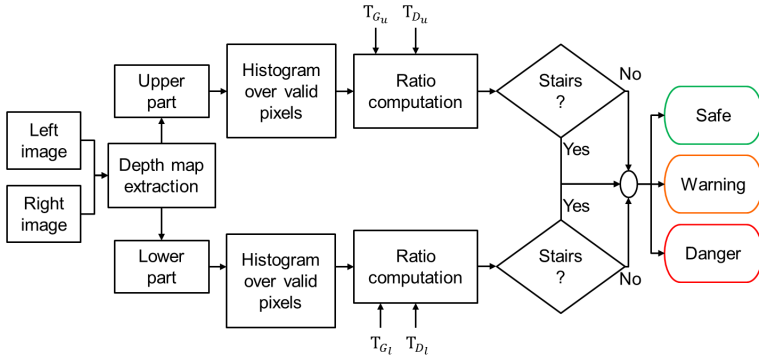 T_{G_u} T_{D_u}
Upper
part
Histogram
over valid
pixels
Ratio
computation
Stairs
?
No
Yes
Left
image
Right
image
Depth map
extraction
Safe
Warning
Danger
Yes
Lower
part
Histogram
over valid
pixels
Ratio
computation
Stairs
?
No
T_{G_l} T_{D_l}